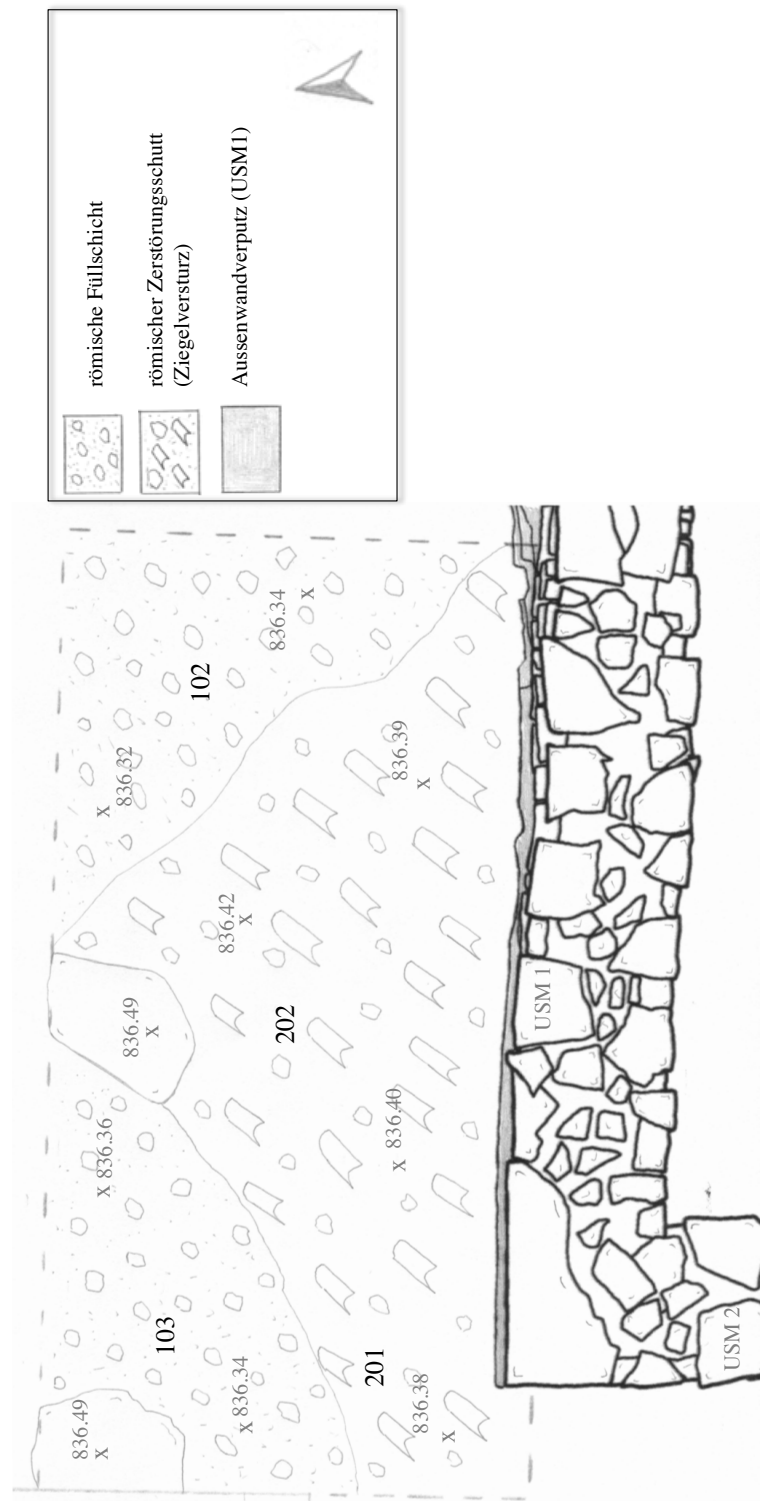 römische Füllschicht
römischer Zerstörungsschutt
(Ziegelversturz)
Aussenwandverputz (USM1)
836.49
x
103
x 836.36
836.49
x
x
836.32
102
836.34
x
x 836.34
836.42
x
202
201
836.38
x
836.40
x
836.39
x
USM 1
USM 2